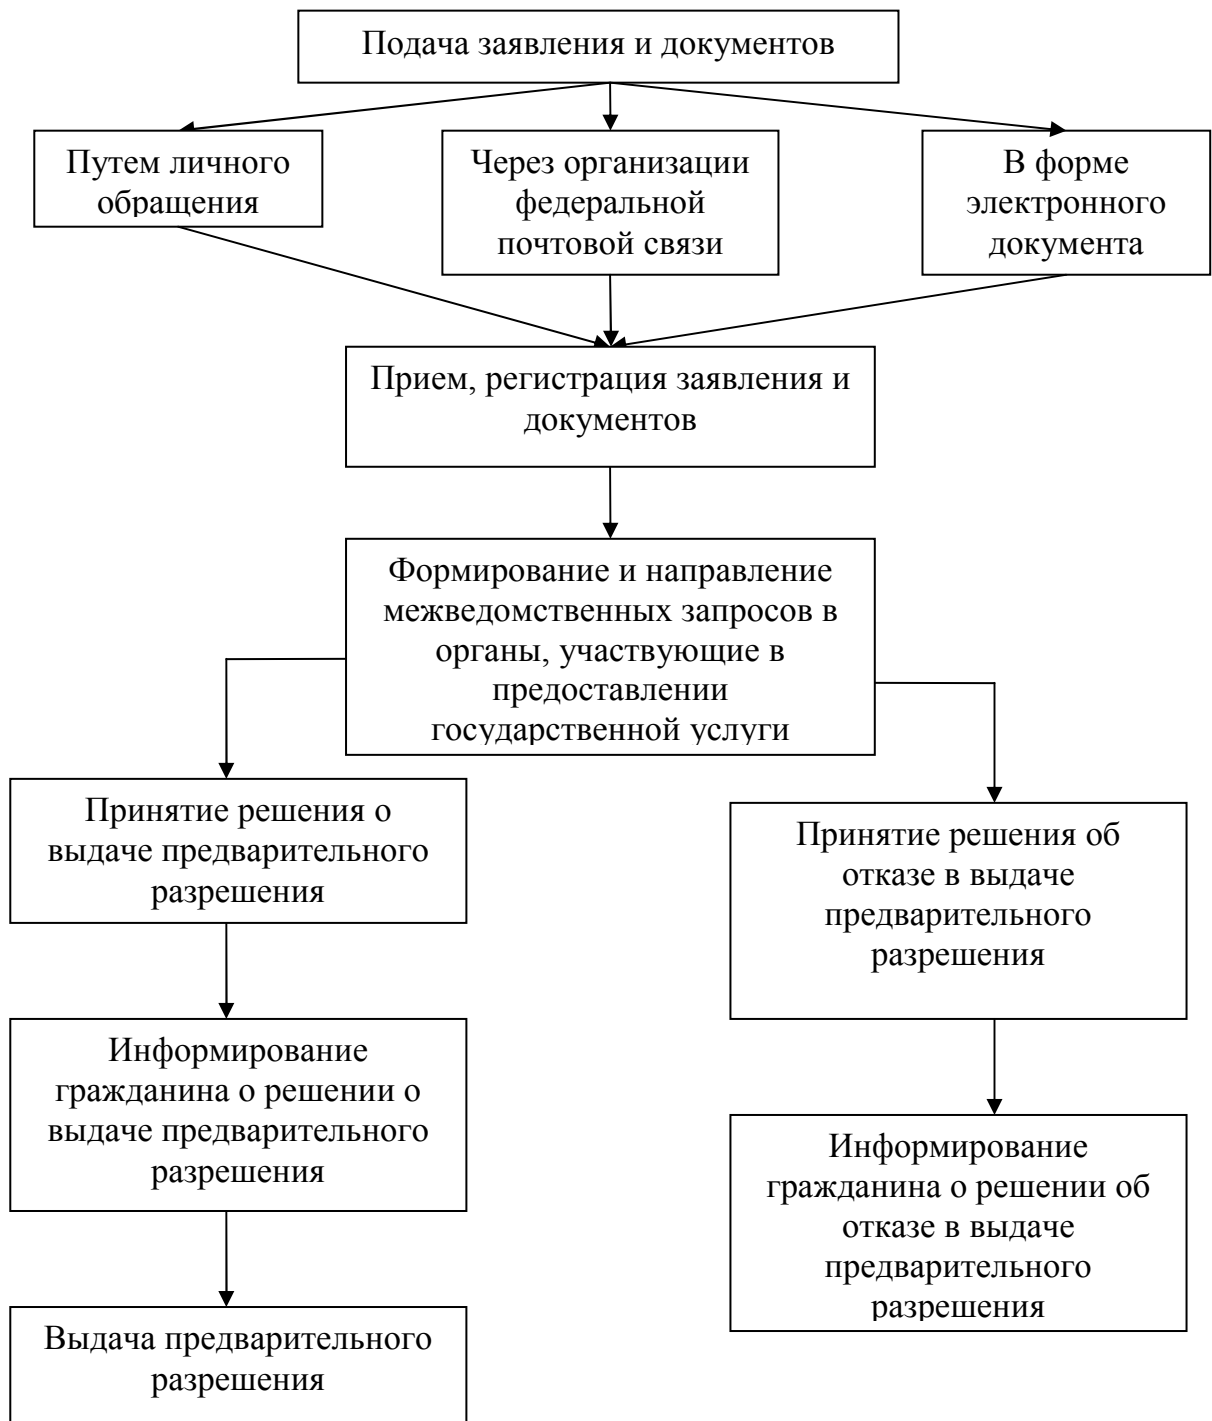 Подача заявления и документов
Путем личного
обращения
Через организации
федеральной
почтовой связи
В форме
электронного
документа
Прием, регистрация заявления и
документов
Формирование и направление
межведомственных запросов в
органы, участвующие в
предоставлении
государственной услуги
Принятие решения о
выдаче предварительного
разрешения
Принятие решения об
отказе в выдаче
предварительного
разрешения
Информирование
гражданина о решении о
выдаче предварительного
разрешения
Информирование
гражданина о решении об
отказе в выдаче
предварительного
разрешения
Выдача предварительного
разрешения